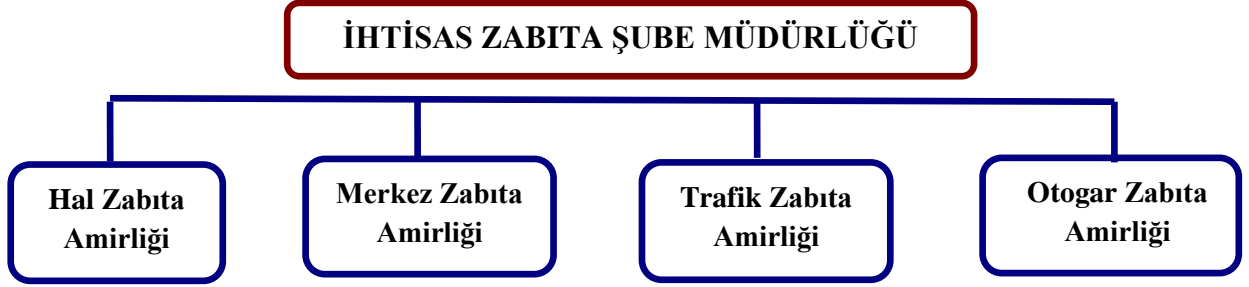 İHTİSAS ZABITA ŞUBE MÜDÜRLÜĞÜ
Hal Zabıta
Amirliği
Merkez Zabıta
Amirliği
Trafik Zabıta
Amirliği
Otogar Zabıta
Amirliği